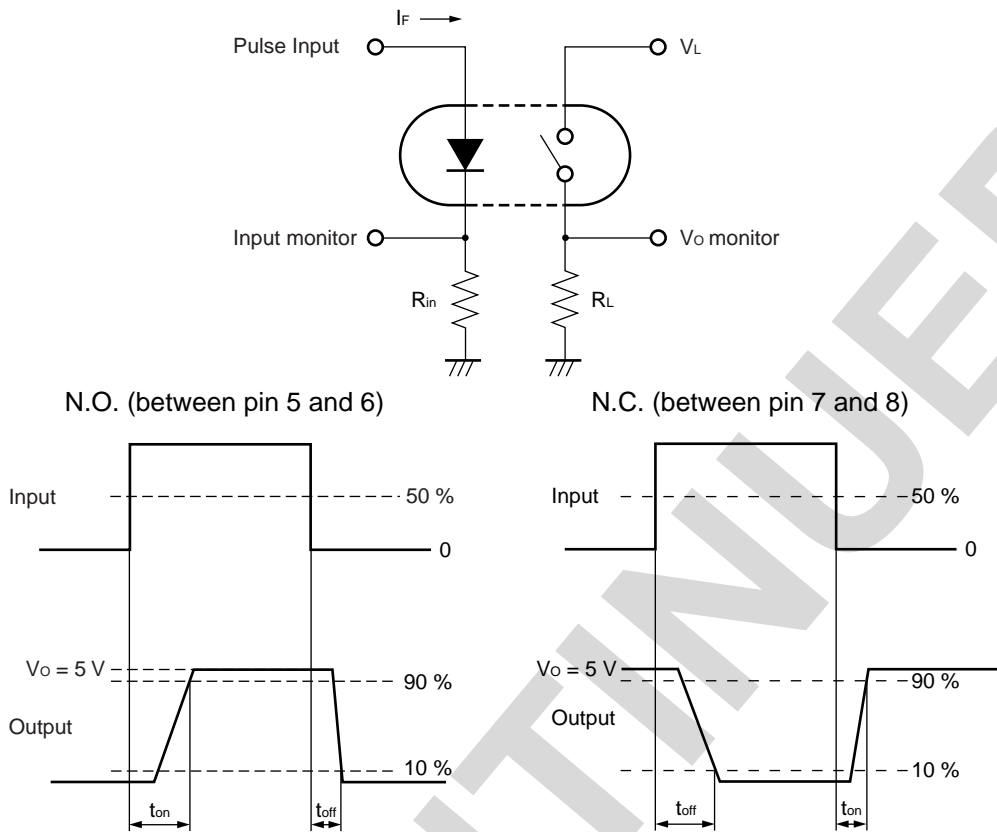 IF
Pulse Input
VL
Input monitor
VO monitor
Rin
RL
N.O. (between pin 5 and 6)
Input
50 %
0
VO = 5 V
90 %
Output
10 %
ton
toff
N.C. (between pin 7 and 8)
Input
50 %
0
VO = 5 V
90 %
Output
10 %
toff
ton
TINUE